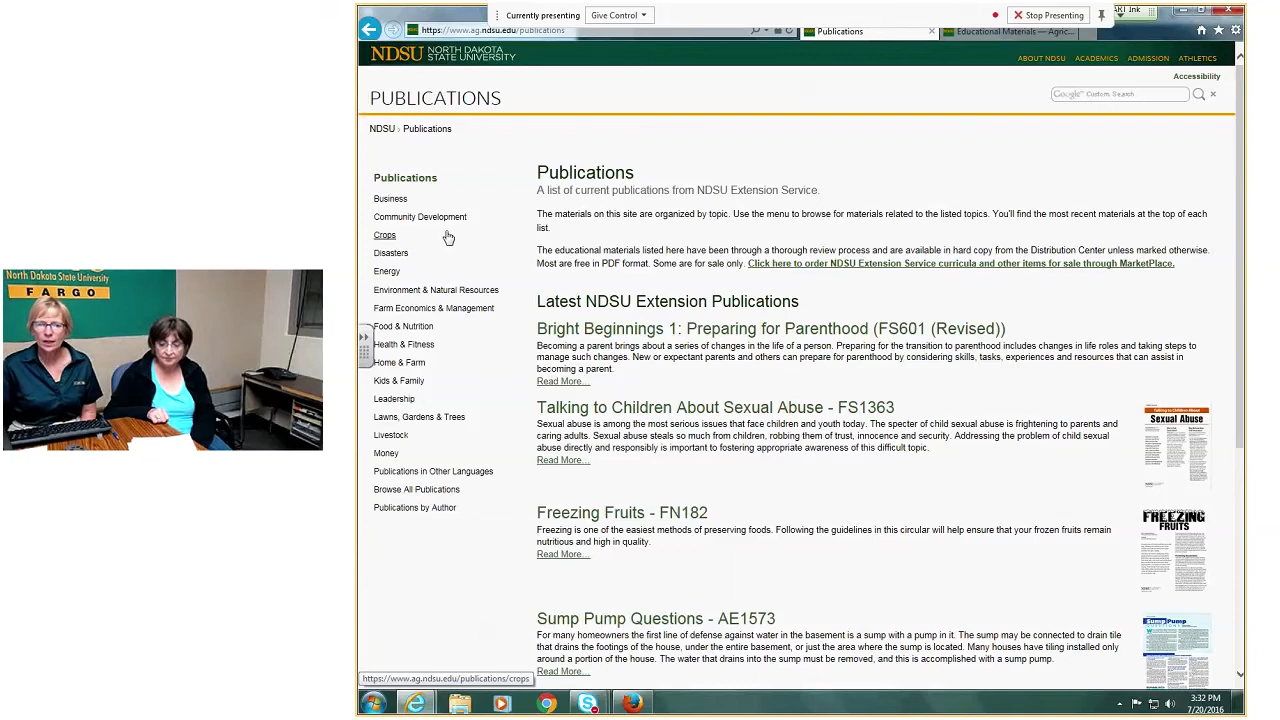 Currently presenting
Give Control
Stop Presenting
https://www.ag.ndsu.edu/publications
Publications
Educational Materials — Agric...
NDSU NORTH DAKOTA STATE UNIVERSITY
ABOUT NDSU ACADEMICS ADMISSION ATHLETICS
Accessibility
PUBLICATIONS
Google™ Custom Search
NDSU › Publications
Publications
Business
Community Development
Crops
Disasters
Energy
Environment & Natural Resources
Farm Economics & Management
Food & Nutrition
Health & Fitness
Home & Farm
Kids & Family
Leadership
Lawns, Gardens & Trees
Livestock
Money
Publications in Other Languages
Browse All Publications
Publications by Author
Publications
A list of current publications from NDSU Extension Service.
The materials on this site are organized by topic. Use the menu to browse for materials related to the listed topics. You'll find the most recent materials at the top of each
list.
The educational materials listed here have been through a thorough review process and are available in hard copy from the Distribution Center unless marked otherwise.
Most are free in PDF format. Some are for sale only. Click here to order NDSU Extension Service curricula and other items for sale through MarketPlace.
Latest NDSU Extension Publications
Bright Beginnings 1: Preparing for Parenthood (FS601 (Revised))
Becoming a parent brings about a series of changes in the life of a person. Preparing for the transition to parenthood includes changes in life roles and taking steps to
manage such changes. New or expectant parents and others can prepare for parenthood by considering skills, tasks, experiences and resources that can assist in
becoming a parent.
Read More...
Talking to Children About Sexual Abuse - FS1363
Sexual abuse is among the most serious issues that face children and youth today. The specter of child sexual abuse is frightening to parents and
caring adults. Sexual abuse steals so much from children, robbing them of trust, innocence and security. Addressing the problem of child sexual
abuse directly and responsibly is important to fostering appropriate awareness of this difficult topic.
Read More...
Talking to Children About
Sexual Abuse
Freezing Fruits - FN182
Freezing is one of the easiest methods of preserving foods. Following the guidelines in this circular will help ensure that your frozen fruits remain
nutritious and high in quality.
Read More...
FREEZING
FRUITS
Sump Pump Questions - AE1573
For many homeowners the first line of defense against water in the basement is a sump with a pump in it. The sump may be connected to drain tile
that drains the footings of the house, under the entire basement, or just the area where the sump is located. Many houses have tiling installed only
around a portion of the house. The water that drains into the sump must be removed, and this is accomplished with a sump pump.
Read More...
Sump Pump
QUESTIONS
https://www.ag.ndsu.edu/publications/crops
3:32 PM
7/20/2016
North Dakota State University
FARGO